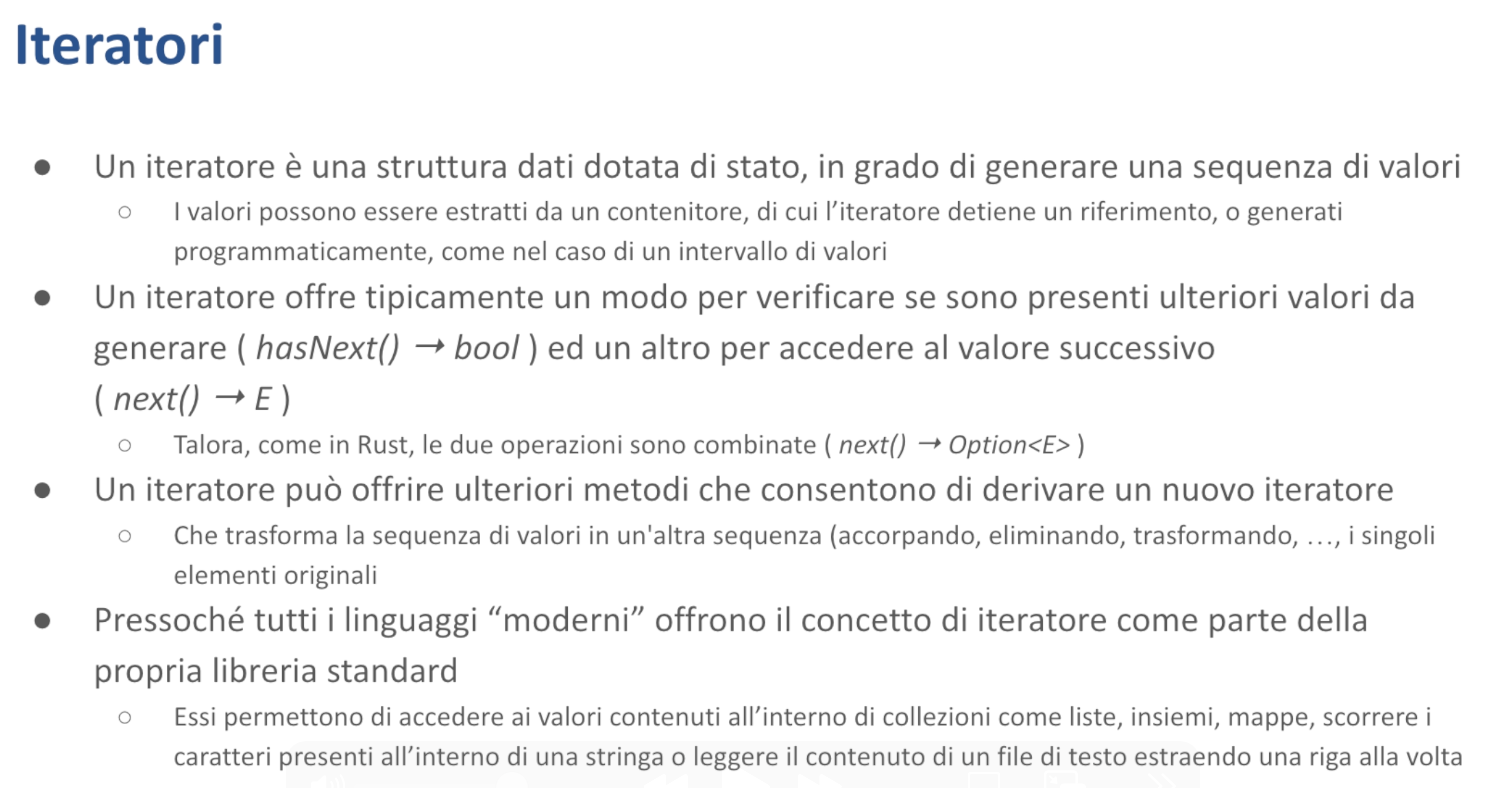 Iteratori
● Un iteratore è una struttura dati dotata di stato, in grado di generare una sequenza di valori
○ I valori possono essere estratti da un contenitore, di cui l’iteratore detiene un riferimento, o generati
programmaticamente, come nel caso di un intervallo di valori
● Un iteratore offre tipicamente un modo per verificare se sono presenti ulteriori valori da
generare ( hasNext() → bool ) ed un altro per accedere al valore successivo
( next() → E )
○ Talora, come in Rust, le due operazioni sono combinate ( next() → Option<E> )
● Un iteratore può offrire ulteriori metodi che consentono di derivare un nuovo iteratore
○ Che trasforma la sequenza di valori in un'altra sequenza (accorpando, eliminando, trasformando, …, i singoli
elementi originali
● Pressoché tutti i linguaggi “moderni” offrono il concetto di iteratore come parte della
propria libreria standard
○ Essi permettono di accedere ai valori contenuti all’interno di collezioni come liste, insiemi, mappe, scorrere i
caratteri presenti all’interno di una stringa o leggere il contenuto di un file di testo estraendo una riga alla volta